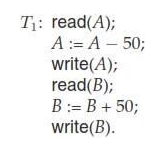 T₁: read(A);
A := A – 50;
write(A);
read(B);
B := B + 50;
write(B).